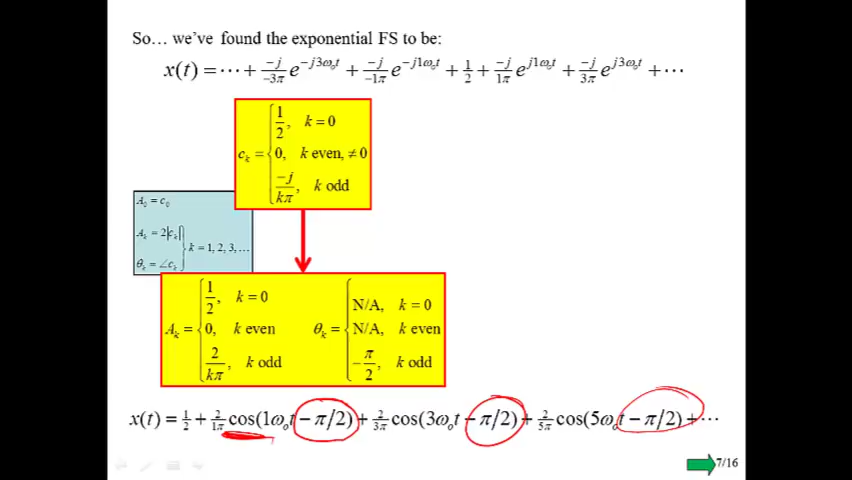 So… we've found the exponential FS to be:
x(t) = ⋯ + −j/−3π e^{−j3ω₀t} + −j/−1π e^{−j1ω₀t} + 1/2 + −j/1π e^{j1ω₀t} + −j/3π e^{j3ω₀t} + ⋯
c_k = { 1/2, k = 0
0, k even, ≠ 0
−j/kπ, k odd
A₀ = c₀
A_k = 2|c_k|
θ_k = ∠c_k } k = 1, 2, 3, …
A_k = { 1/2, k = 0
0, k even
2/kπ, k odd
θ_k = { N/A, k = 0
N/A, k even
−π/2, k odd
x(t) = 1/2 + 2/1π cos(1ω₀t − π/2) + 2/3π cos(3ω₀t − π/2) + 2/5π cos(5ω₀t − π/2) + ⋯
7/16